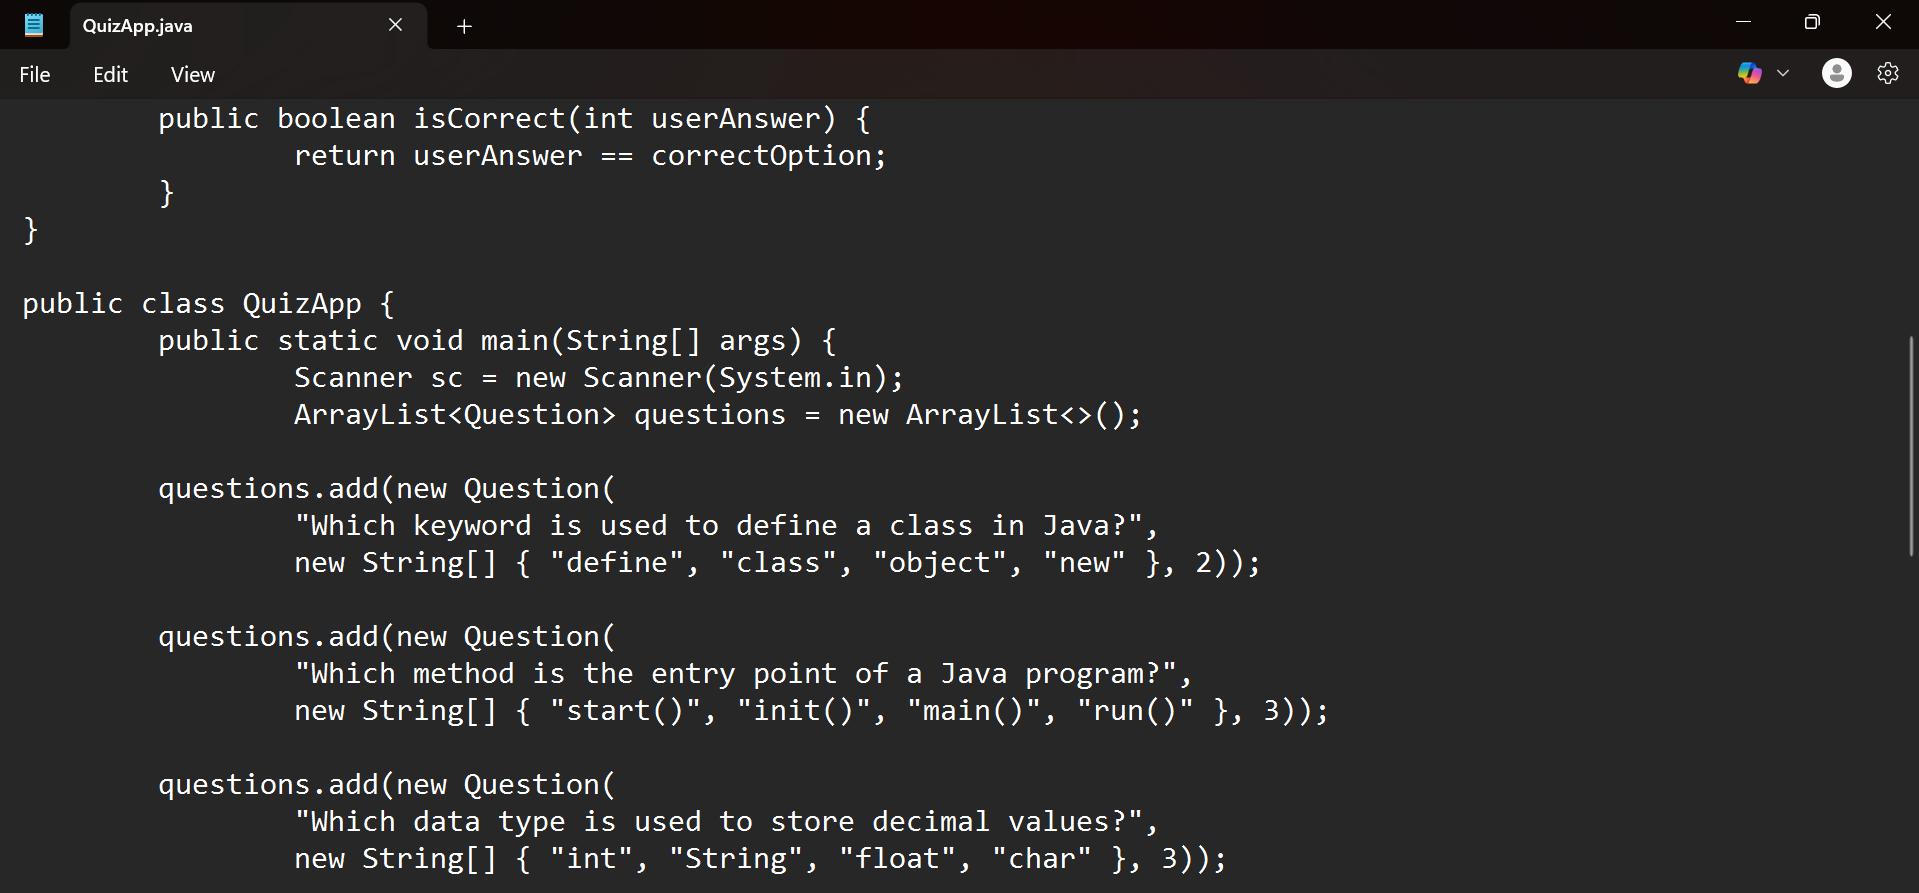 QuizApp.java
File Edit View
public boolean isCorrect(int userAnswer) {
return userAnswer == correctOption;
}
}
public class QuizApp {
public static void main(String[] args) {
Scanner sc = new Scanner(System.in);
ArrayList<Question> questions = new ArrayList<>();
questions.add(new Question(
"Which keyword is used to define a class in Java?",
new String[] { "define", "class", "object", "new" }, 2));
questions.add(new Question(
"Which method is the entry point of a Java program?",
new String[] { "start()", "init()", "main()", "run()" }, 3));
questions.add(new Question(
"Which data type is used to store decimal values?",
new String[] { "int", "String", "float", "char" }, 3));